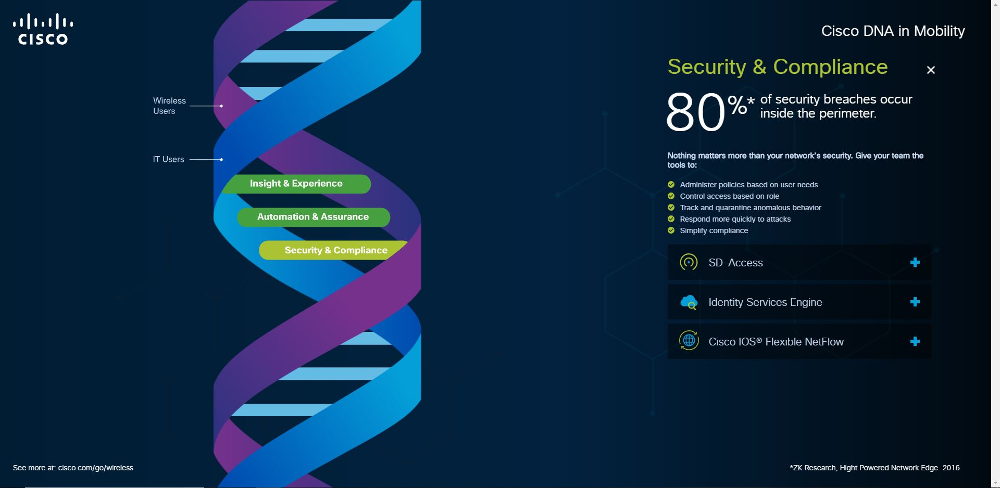 CISCO
Cisco DNA in Mobility
Security & Compliance
80%* of security breaches occur
inside the perimeter.
Wireless
Users
IT Users
Nothing matters more than your network’s security. Give your team the
tools to:
Insight & Experience
Automation & Assurance
Security & Compliance
Administer policies based on user needs
Control access based on role
Track and quarantine anomalous behavior
Respond more quickly to attacks
Simplify compliance
SD-Access
Identity Services Engine
Cisco IOS® Flexible NetFlow
See more at: cisco.com/go/wireless
*ZK Research, Hight Powered Network Edge. 2016